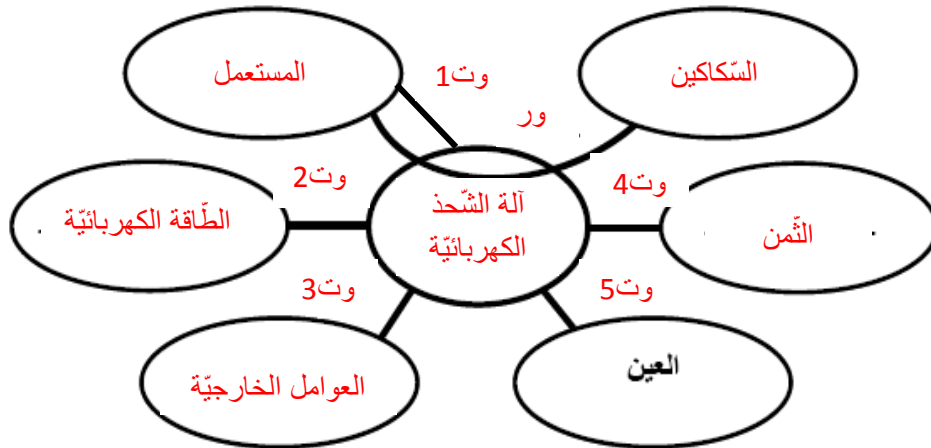 السّكاكين
وت1
المستعمل
ور
وت4
وت2
آلة الشّحذ
الكهربائيّة
الثّمن
الطّاقة الكهربائيّة
وت5
وت3
العين
العوامل الخارجيّة